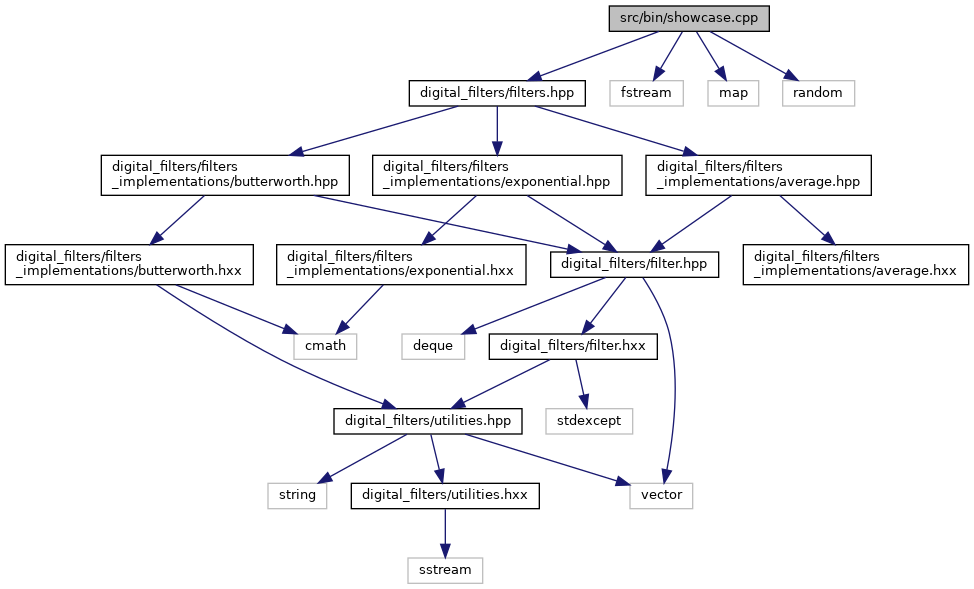 src/bin/showcase.cpp
digital_filters/filters.hpp
fstream
map
random
digital_filters/filters
_implementations/butterworth.hpp
digital_filters/filters
_implementations/exponential.hpp
digital_filters/filters
_implementations/average.hpp
digital_filters/filters
_implementations/butterworth.hxx
digital_filters/filters
_implementations/exponential.hxx
digital_filters/filter.hpp
digital_filters/filters
_implementations/average.hxx
cmath
deque
digital_filters/filter.hxx
digital_filters/utilities.hpp
stdexcept
string
digital_filters/utilities.hxx
vector
sstream